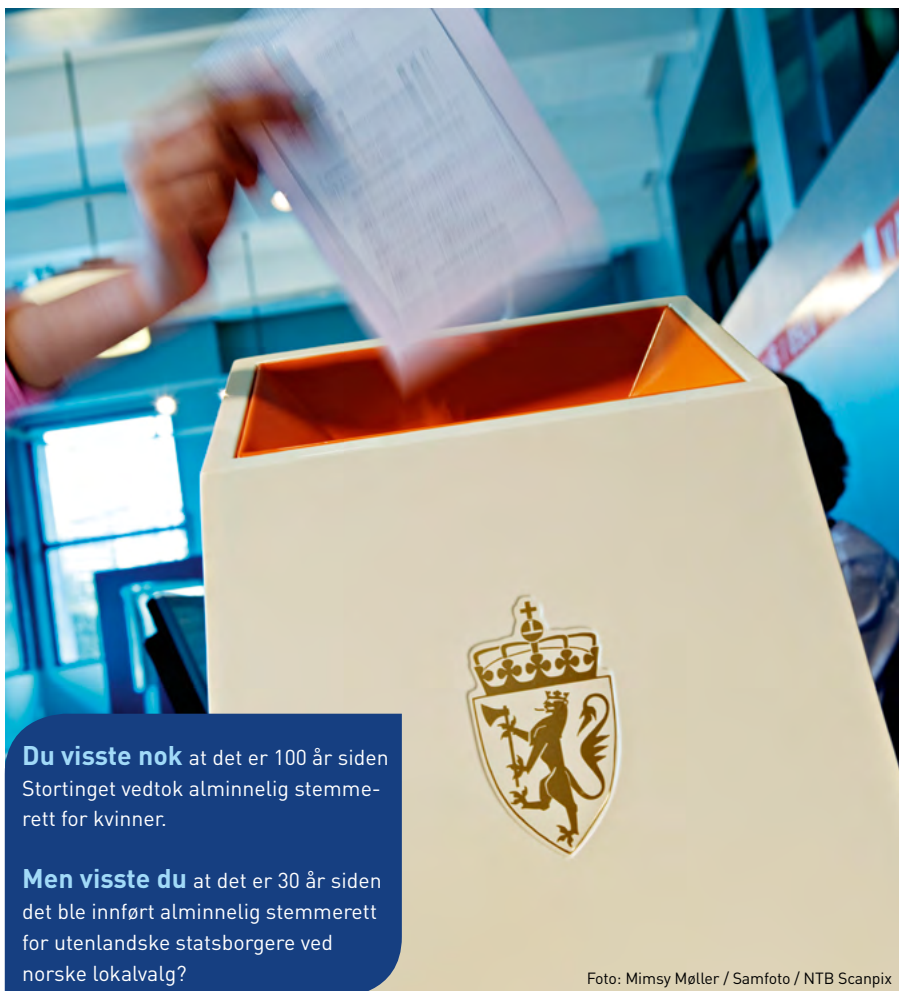 Du visste nok at det er 100 år siden
Stortinget vedtok alminnelig stemme-
rett for kvinner.
Men visste du at det er 30 år siden
det ble innført alminnelig stemmerett
for utenlandske statsborgere ved
norske lokalvalg?
Foto: Mimsy Møller / Samfoto / NTB Scanpix